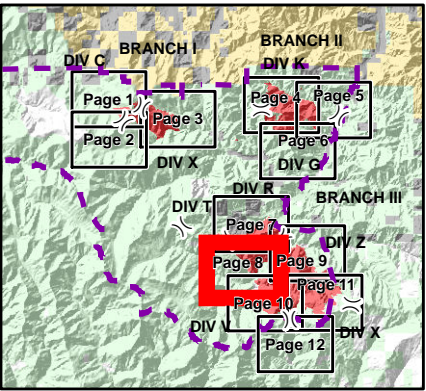 BRANCH I
BRANCH II
DIV C
DIV K
Page 1
Page 4
Page 5
Page 3
Page 2
Page 6
DIV X
DIV G
DIV R
DIV T
BRANCH III
Page 7
DIV Z
Page 8
Page 9
Page 11
Page 10
DIV V
DIV X
Page 12